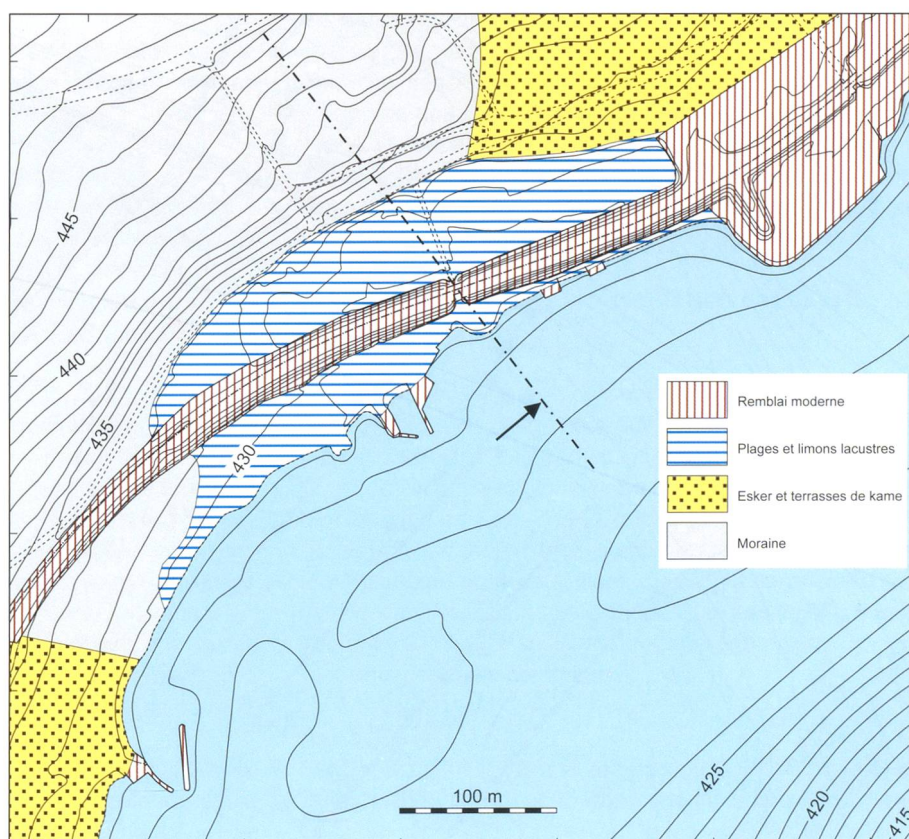 445
440
435
430
Remblai moderne
Plages et limons lacustres
Esker et terrasses de kame
Moraine
100 m
425
420
415